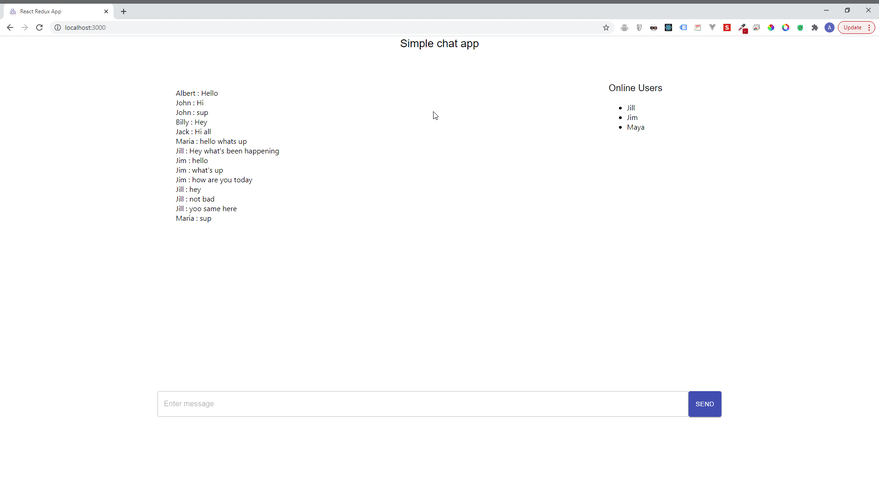 React Redux App
localhost:3000
Update
Simple chat app
Albert : Hello
John : Hi
John : sup
Billy : Hey
Jack : Hi all
Maria : hello whats up
Jill : Hey what's been happening
Jim : hello
Jim : what's up
Jim : how are you today
Jill : hey
Jill : not bad
Jill : yoo same here
Maria : sup
Online Users
Jill
Jim
Maya
Enter message
SEND